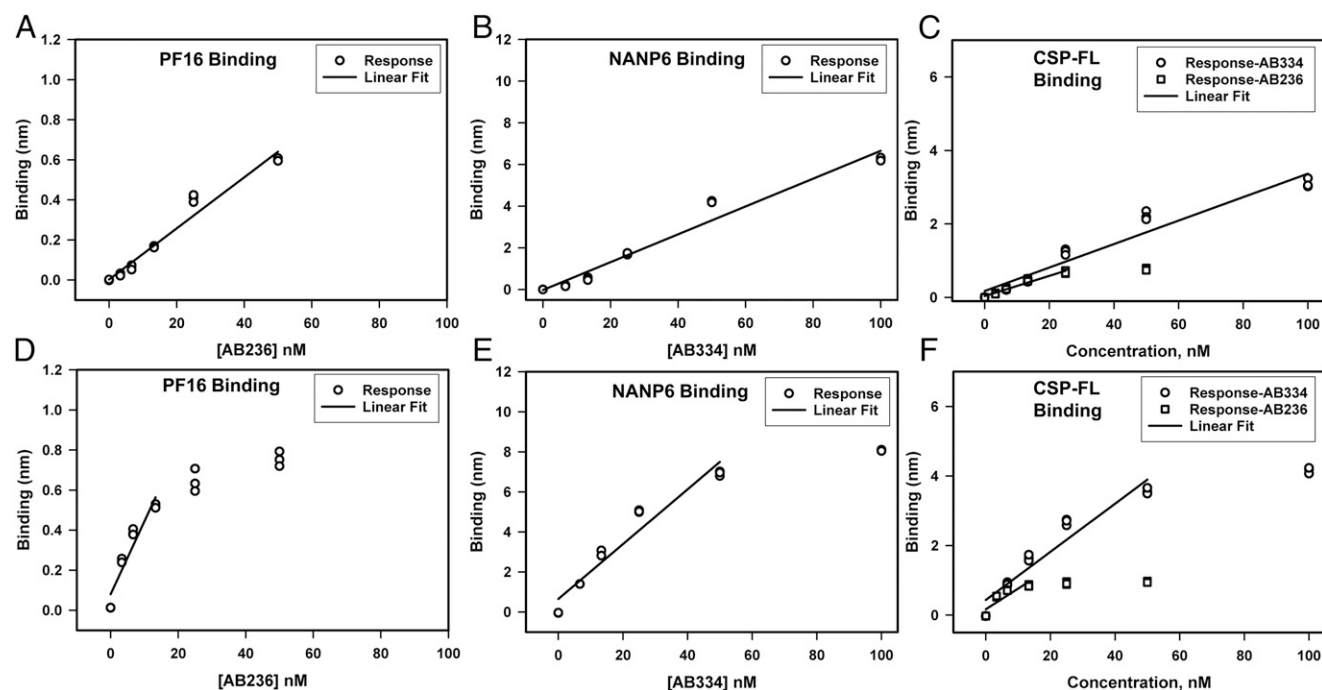 A
PF16 Binding
Response
Linear Fit
1.2
1.0
0.8
0.6
0.4
0.2
0.0
Binding (nm)
0 20 40 60 80 100
[AB236] nM
B
NANP6 Binding
Response
Linear Fit
12
10
8
6
4
2
0
Binding (nm)
0 20 40 60 80 100
[AB334] nM
C
CSP-FL
Binding
Response-AB334
Response-AB236
Linear Fit
6
4
2
0
Binding (nm)
0 20 40 60 80 100
Concentration, nM
D
PF16 Binding
Response
Linear Fit
1.2
1.0
0.8
0.6
0.4
0.2
0.0
Binding (nm)
0 20 40 60 80 100
[AB236] nM
E
NANP6 Binding
Response
Linear Fit
12
10
8
6
4
2
0
Binding (nm)
0 20 40 60 80 100
[AB334] nM
F
CSP-FL
Binding
Response-AB334
Response-AB236
Linear Fit
6
4
2
0
Binding (nm)
0 20 40 60 80 100
Concentration, nM